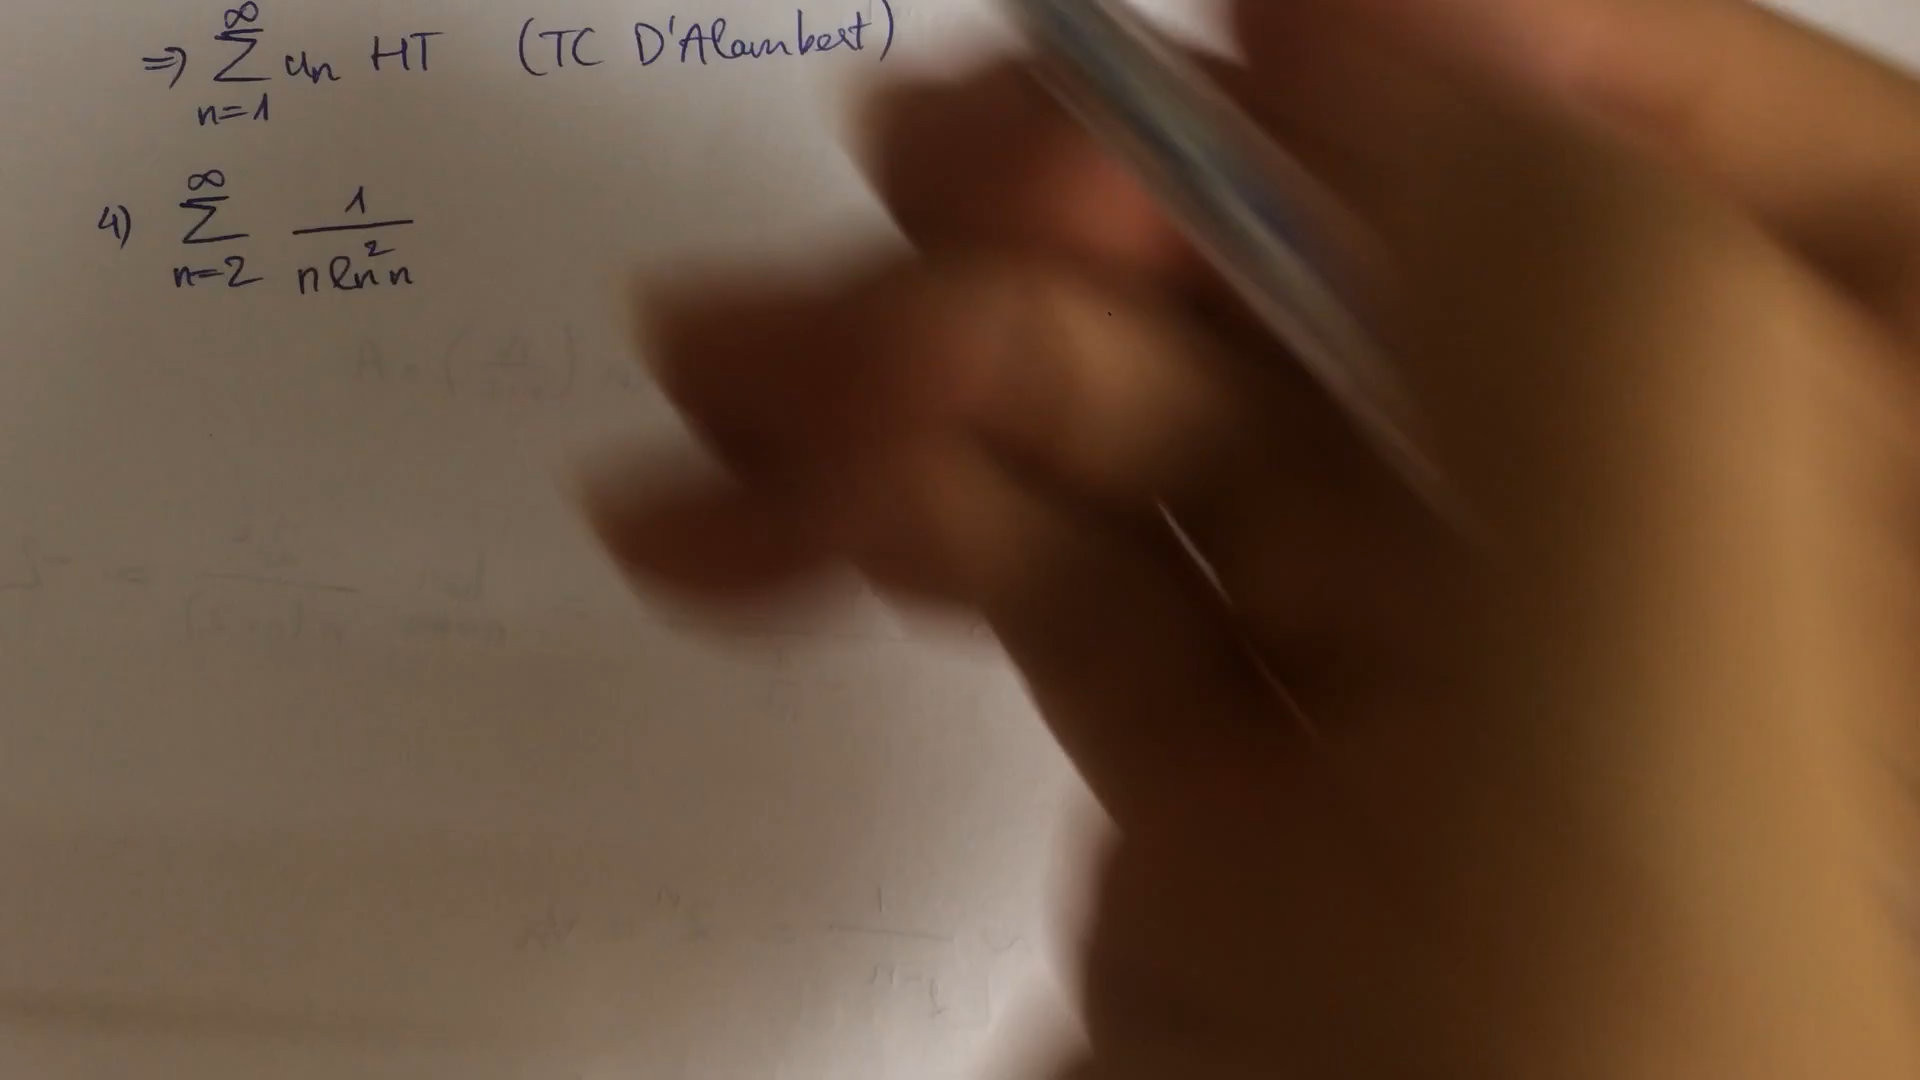 ⇒ ∞ Σ n=1 un HT (TC D'Alambert)
4) ∞ Σ n=2 1 / n ln² n